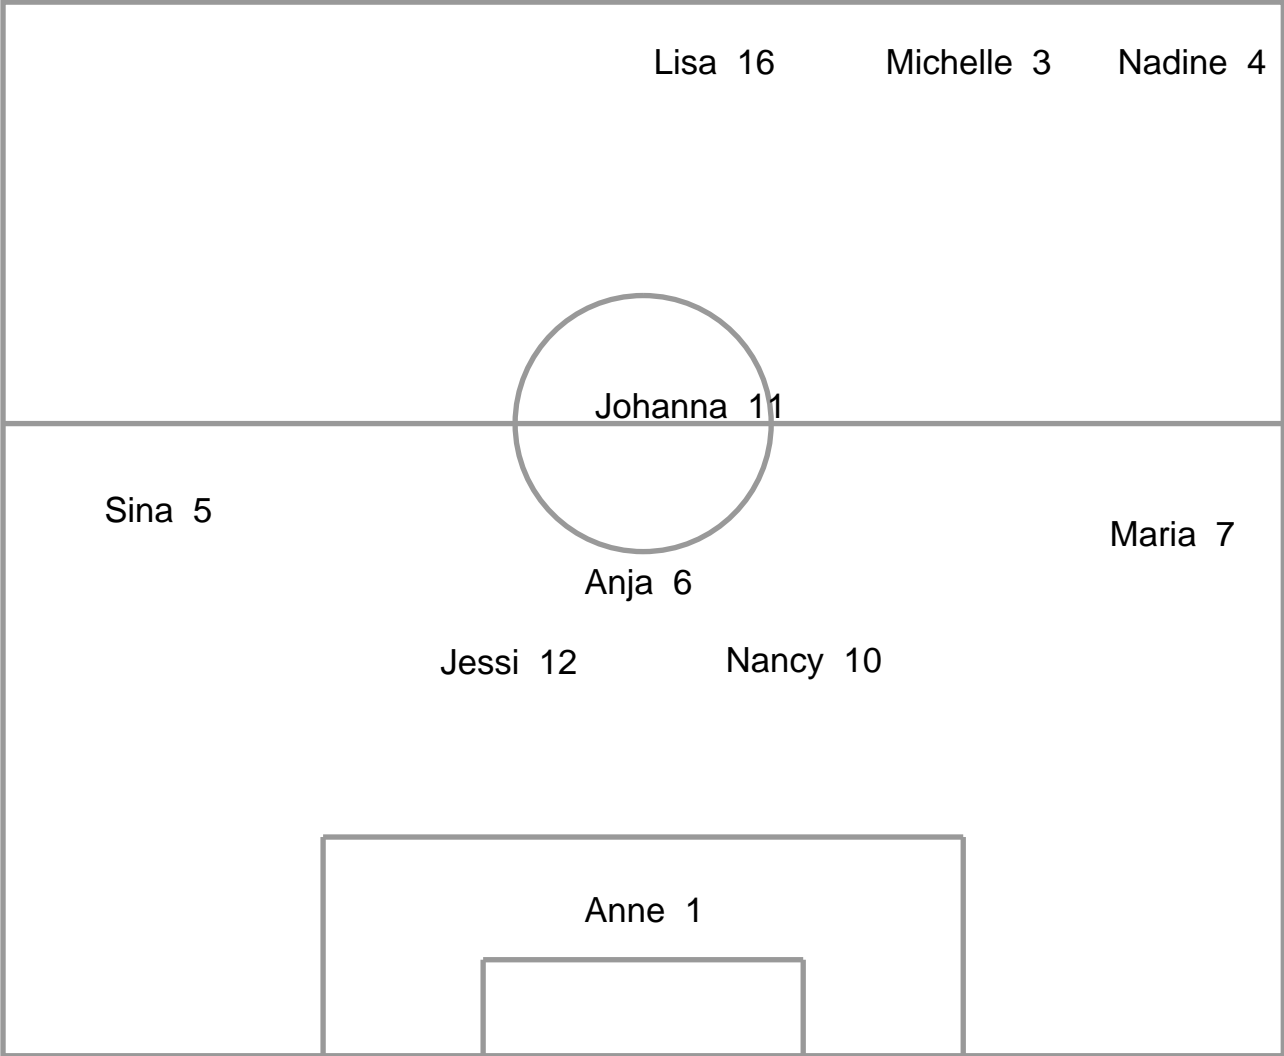 Lisa 16 Michelle 3 Nadine 4
Johanna 11
Sina 5
Maria 7
Anja 6
Jessi 12 Nancy 10
Anne 1